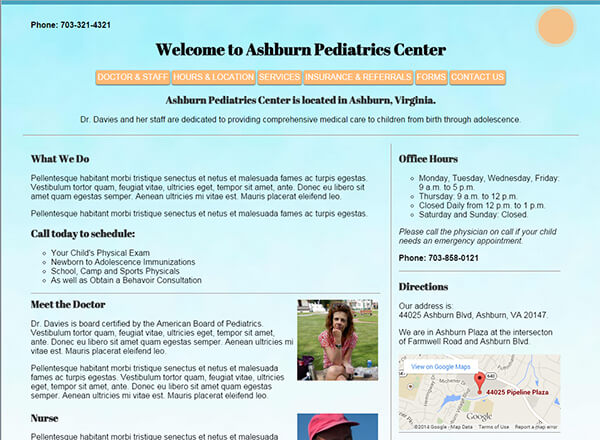 Phone: 703-321-4321
Welcome to Ashburn Pediatrics Center
DOCTOR & STAFF HOURS & LOCATION SERVICES INSURANCE & REFERRALS FORMS CONTACT US
Ashburn Pediatrics Center is located in Ashburn, Virginia.
Dr. Davies and her staff are dedicated to providing comprehensive medical care to children from birth through adolescence.
What We Do
Pellentesque habitant morbi tristique senectus et netus et malesuada fames ac turpis egestas.
Vestibulum tortor quam, feugiat vitae, ultricies eget, tempor sit amet, ante. Donec eu libero sit
amet quam egestas semper. Aenean ultricies mi vitae est. Mauris placerat eleifend leo.
Pellentesque habitant morbi tristique senectus et netus et malesuada fames ac turpis egestas.
Call today to schedule:
Your Child's Physical Exam
Newborn to Adolescence Immunizations
School, Camp and Sports Physicals
As well as Obtain a Behavoir Consultation
Meet the Doctor
Dr. Davies is board certified by the American Board of Pediatrics.
Vestibulum tortor quam, feugiat vitae, ultricies eget, tempor sit amet,
ante. Donec eu libero sit amet quam egestas semper. Aenean ultricies mi
vitae est. Mauris placerat eleifend leo.
Pellentesque habitant morbi tristique senectus et netus et malesuada
fames ac turpis egestas. Vestibulum tortor quam, feugiat vitae, ultricies
eget, tempor sit amet, ante. Donec eu libero sit amet quam egestas
semper. Aenean ultricies mi vitae est. Mauris placerat eleifend leo.
Nurse
Pellentesque habitant morbi tristique senectus et netus et malesuada
Office Hours
Monday, Tuesday, Wednesday, Friday:
9 a.m. to 5 p.m.
Thursday: 9 a.m. to 12 p.m.
Closed Daily from 12 p.m. to 1 p.m.
Saturday and Sunday: Closed.
Please call the physician on call if your child
needs an emergency appointment.
Phone: 703-858-0121
Directions
Our address is:
44025 Ashburn Blvd, Ashburn, VA 20147.
We are in Ashburn Plaza at the intersecton
of Farmwell Road and Ashburn Blvd.
View on Google Maps
643
44025 Pipeline Plaza
Google
©2014 Google - Map Data Terms of Use Report a map error